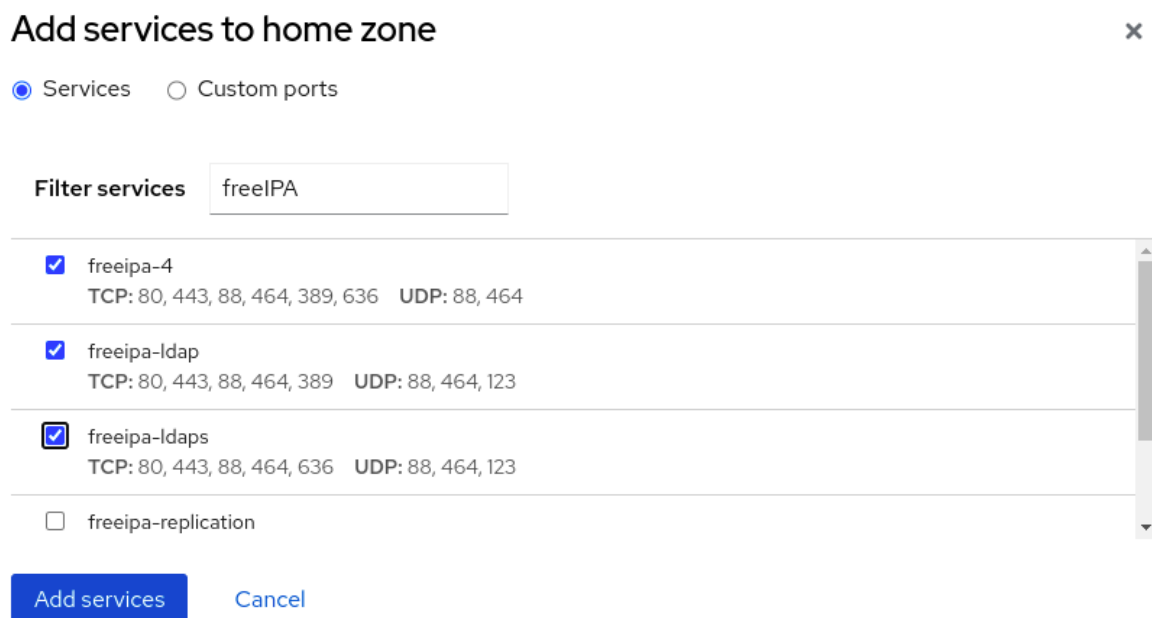 Add services to home zone
Services Custom ports
Filter services freeIPA
freeipa-4
TCP: 80, 443, 88, 464, 389, 636 UDP: 88, 464
freeipa-ldap
TCP: 80, 443, 88, 464, 389 UDP: 88, 464, 123
freeipa-ldaps
TCP: 80, 443, 88, 464, 636 UDP: 88, 464, 123
freeipa-replication
Add services Cancel